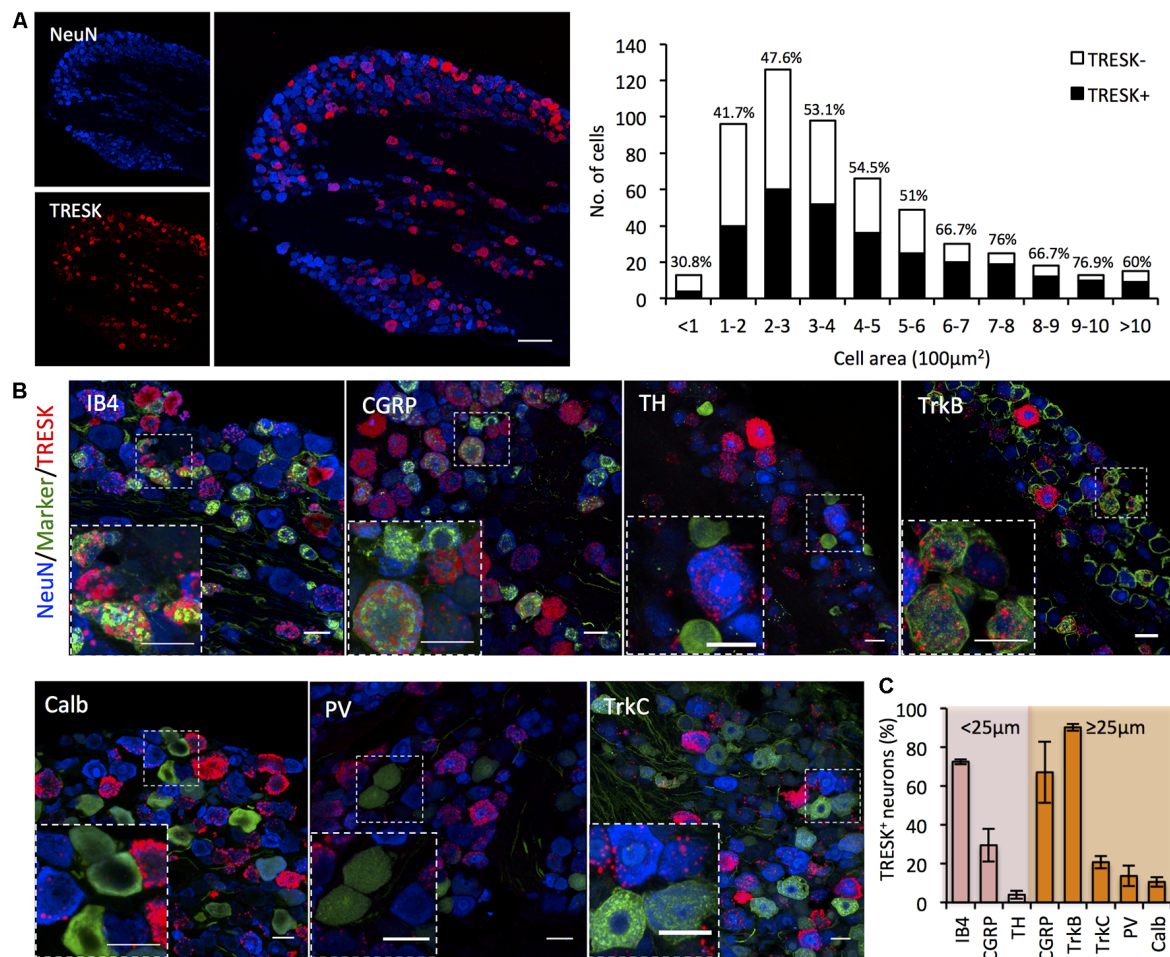 A
NeuN
TRESK
No. of cells
140
120
100
80
60
40
20
0
30.8%
41.7%
47.6%
53.1%
54.5%
51%
66.7%
76%
66.7%
76.9%
60%
TRESK-
TRESK+
<1 1-2 2-3 3-4 4-5 5-6 6-7 7-8 8-9 9-10 >10
Cell area (100µm²)
B
NeuN/Marker/TRESK
IB4
CGRP
TH
TrkB
Calb
PV
TrkC
C
TRESK⁺ neurons (%)
100
80
60
40
20
0
<25µm ≥25µm
IB4 CGRP TH CGRP TrkB TrkC PV Calb